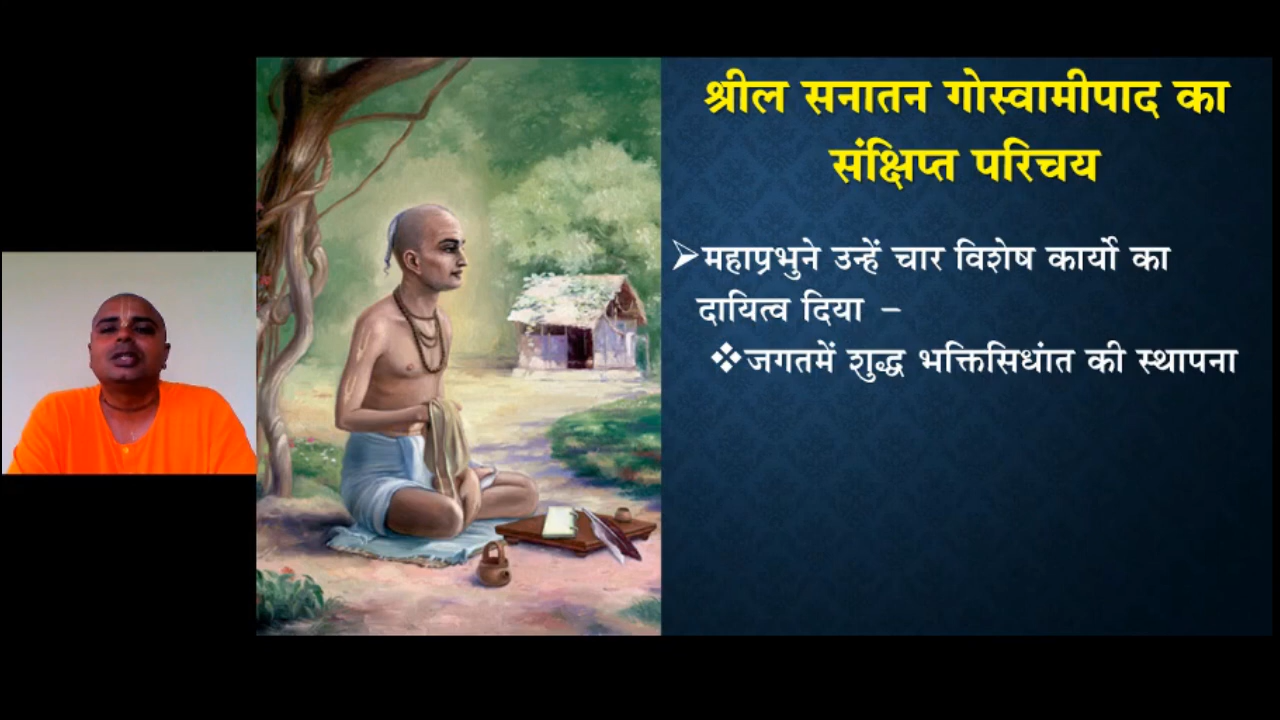 श्रील सनातन गोस्वामीपाद का
संक्षिप्त परिचय
➢महाप्रभुने उन्हें चार विशेष कार्यो का
दायित्व दिया –
❖जगतमें शुद्ध भक्तिसिधांत की स्थापना